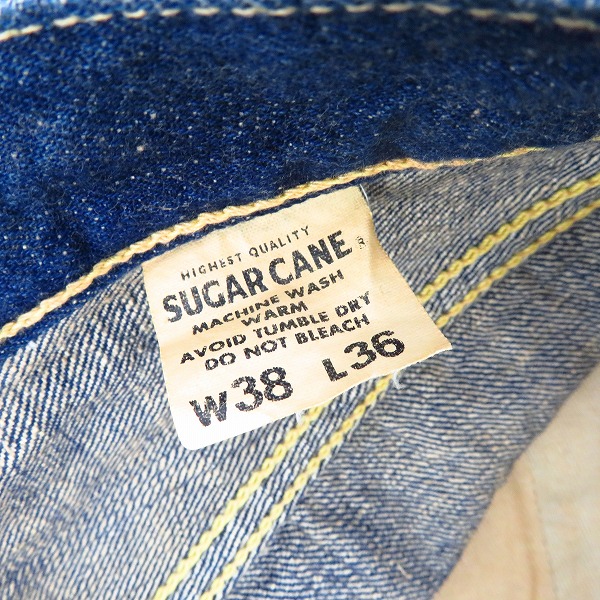 HIGHEST QUALITY
SUGAR CANE ®
MACHINE WASH
WARM
AVOID TUMBLE DRY
DO NOT BLEACH
W38 L36